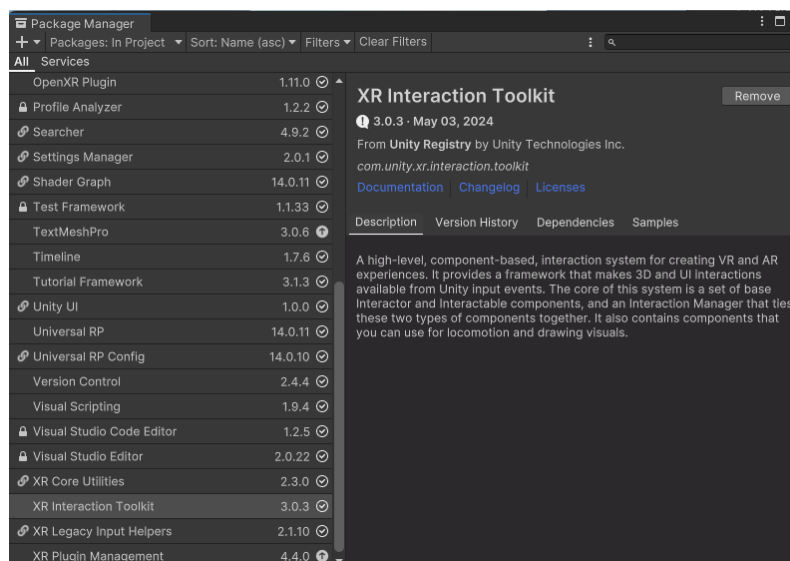 Package Manager
Packages: In Project Sort: Name (asc) Filters Clear Filters
All Services
OpenXR Plugin 1.11.0
Profile Analyzer 1.2.2
Searcher 4.9.2
Settings Manager 2.0.1
Shader Graph 14.0.11
Test Framework 1.1.33
TextMeshPro 3.0.6
Timeline 1.7.6
Tutorial Framework 3.1.3
Unity UI 1.0.0
Universal RP 14.0.11
Universal RP Config 14.0.10
Version Control 2.4.4
Visual Scripting 1.9.4
Visual Studio Code Editor 1.2.5
Visual Studio Editor 2.0.22
XR Core Utilities 2.3.0
XR Interaction Toolkit 3.0.3
XR Legacy Input Helpers 2.1.10
XR Plugin Management 4.4.0
XR Interaction Toolkit Remove
3.0.3 · May 03, 2024
From Unity Registry by Unity Technologies Inc.
com.unity.xr.interaction.toolkit
Documentation Changelog Licenses
Description Version History Dependencies Samples
A high-level, component-based, interaction system for creating VR and AR
experiences. It provides a framework that makes 3D and UI interactions
available from Unity input events. The core of this system is a set of base
Interactor and Interactable components, and an Interaction Manager that ties
these two types of components together. It also contains components that
you can use for locomotion and drawing visuals.